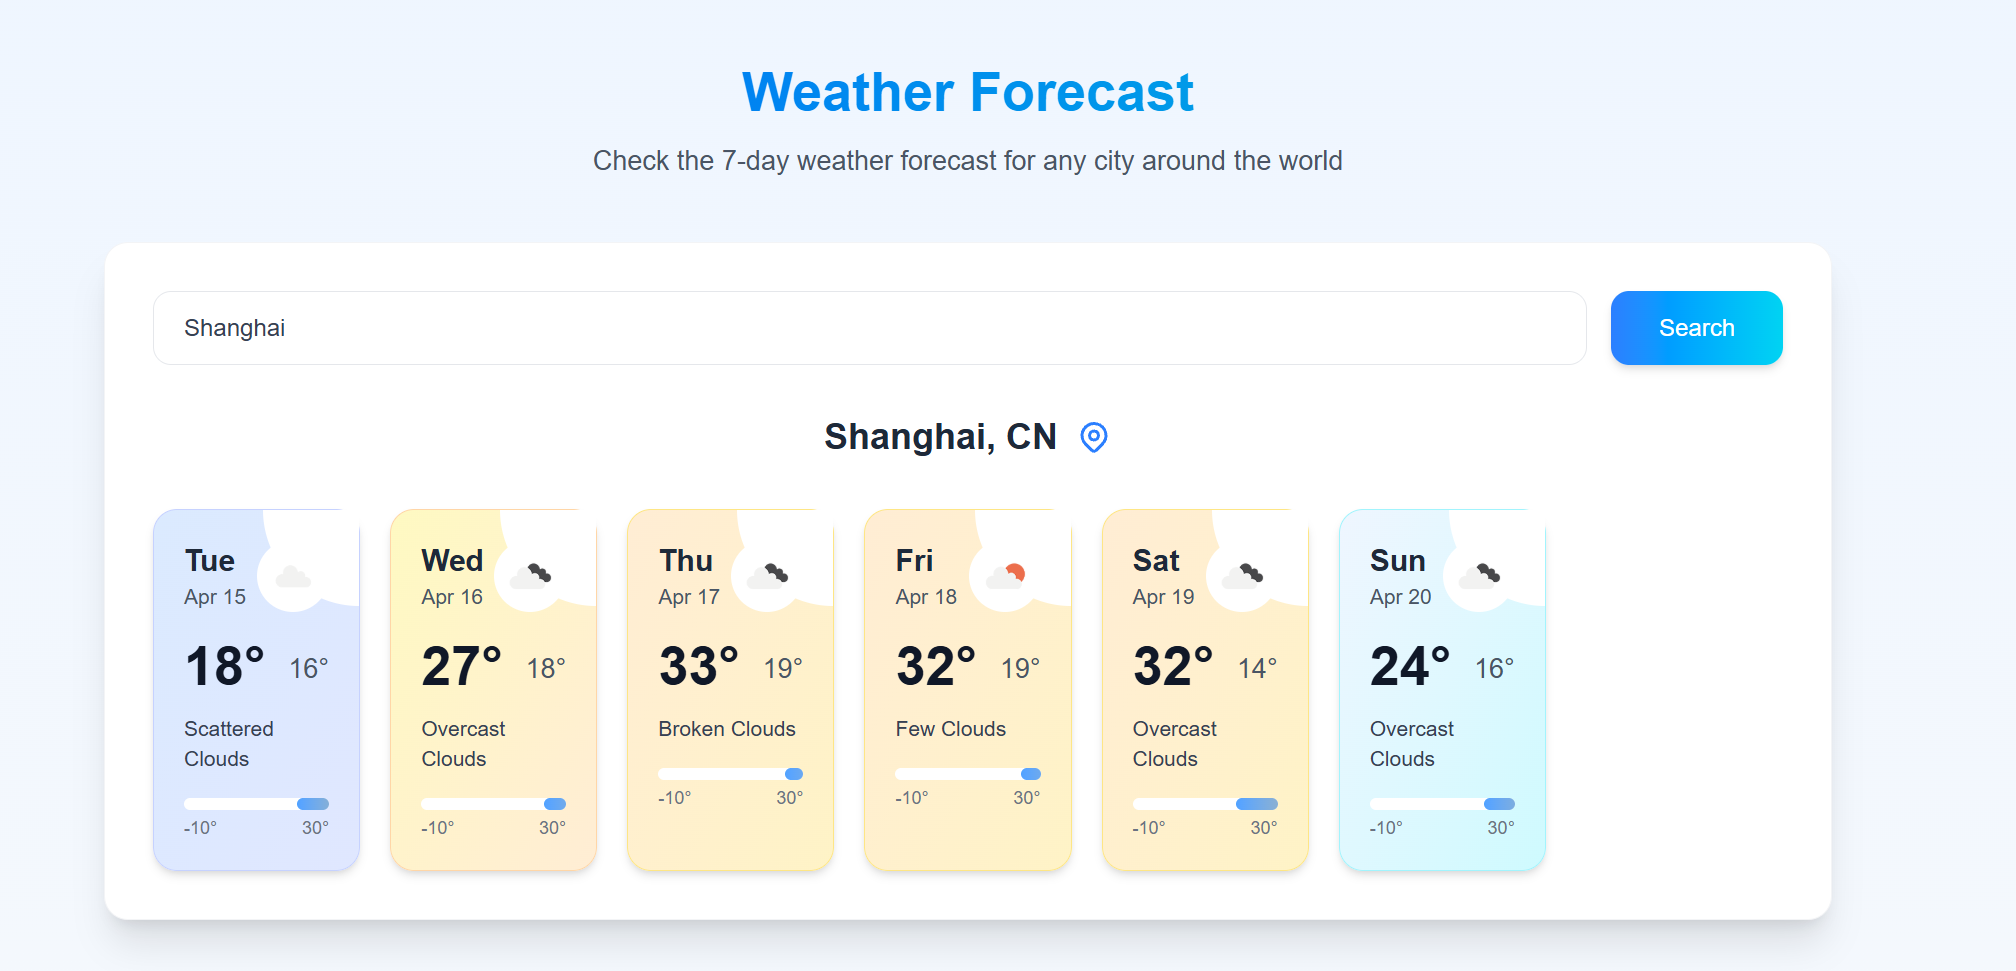 Weather Forecast
Check the 7-day weather forecast for any city around the world
Shanghai
Search
Shanghai, CN
Tue
Apr 15
18° 16°
Scattered
Clouds
-10° 30°
Wed
Apr 16
27° 18°
Overcast
Clouds
-10° 30°
Thu
Apr 17
33° 19°
Broken Clouds
-10° 30°
Fri
Apr 18
32° 19°
Few Clouds
-10° 30°
Sat
Apr 19
32° 14°
Overcast
Clouds
-10° 30°
Sun
Apr 20
24° 16°
Overcast
Clouds
-10° 30°